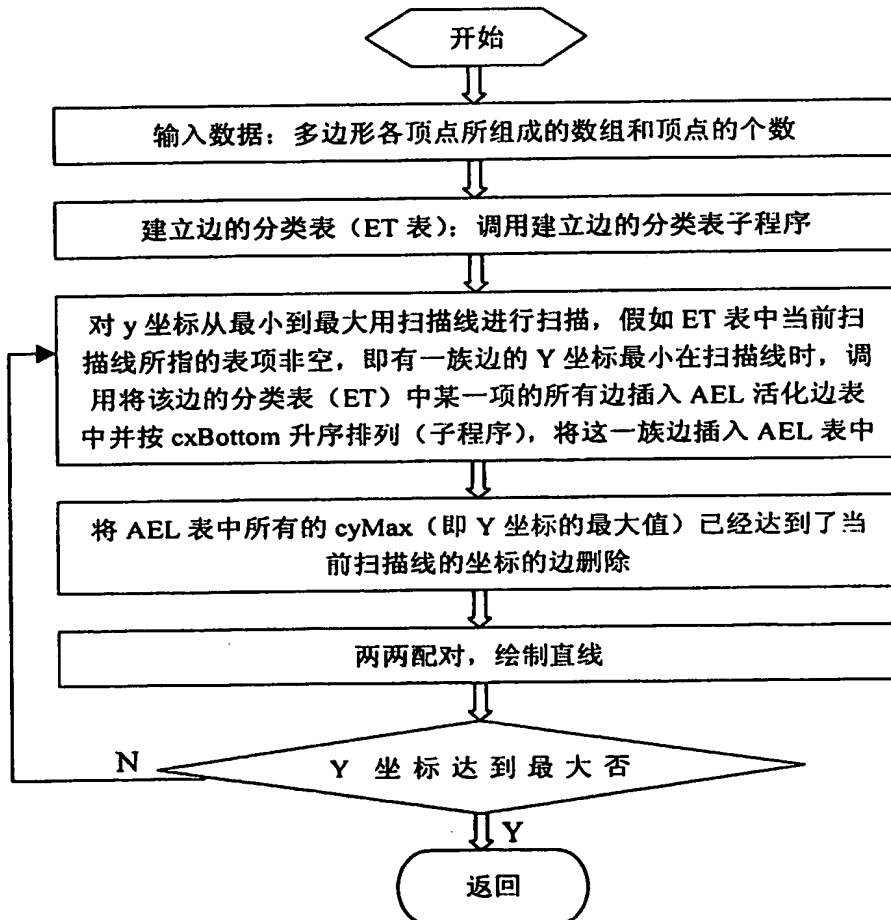 开始
输入数据：多边形各顶点所组成的数组和顶点的个数
建立边的分类表（ET 表）：调用建立边的分类表子程序
对 y 坐标从最小到最大用扫描线进行扫描，假如 ET 表中当前扫
描线所指的表项非空，即有一族边的 Y 坐标最小在扫描线时，调
用将该边的分类表（ET）中某一项的所有边插入 AEL 活化边表
中并按 cxBottom 升序排列（子程序），将这一族边插入 AEL 表中
将 AEL 表中所有的 cyMax（即 Y 坐标的最大值）已经达到了当
前扫描线的坐标的边删除
两两配对，绘制直线
N
Y 坐标达到最大否
Y
返回